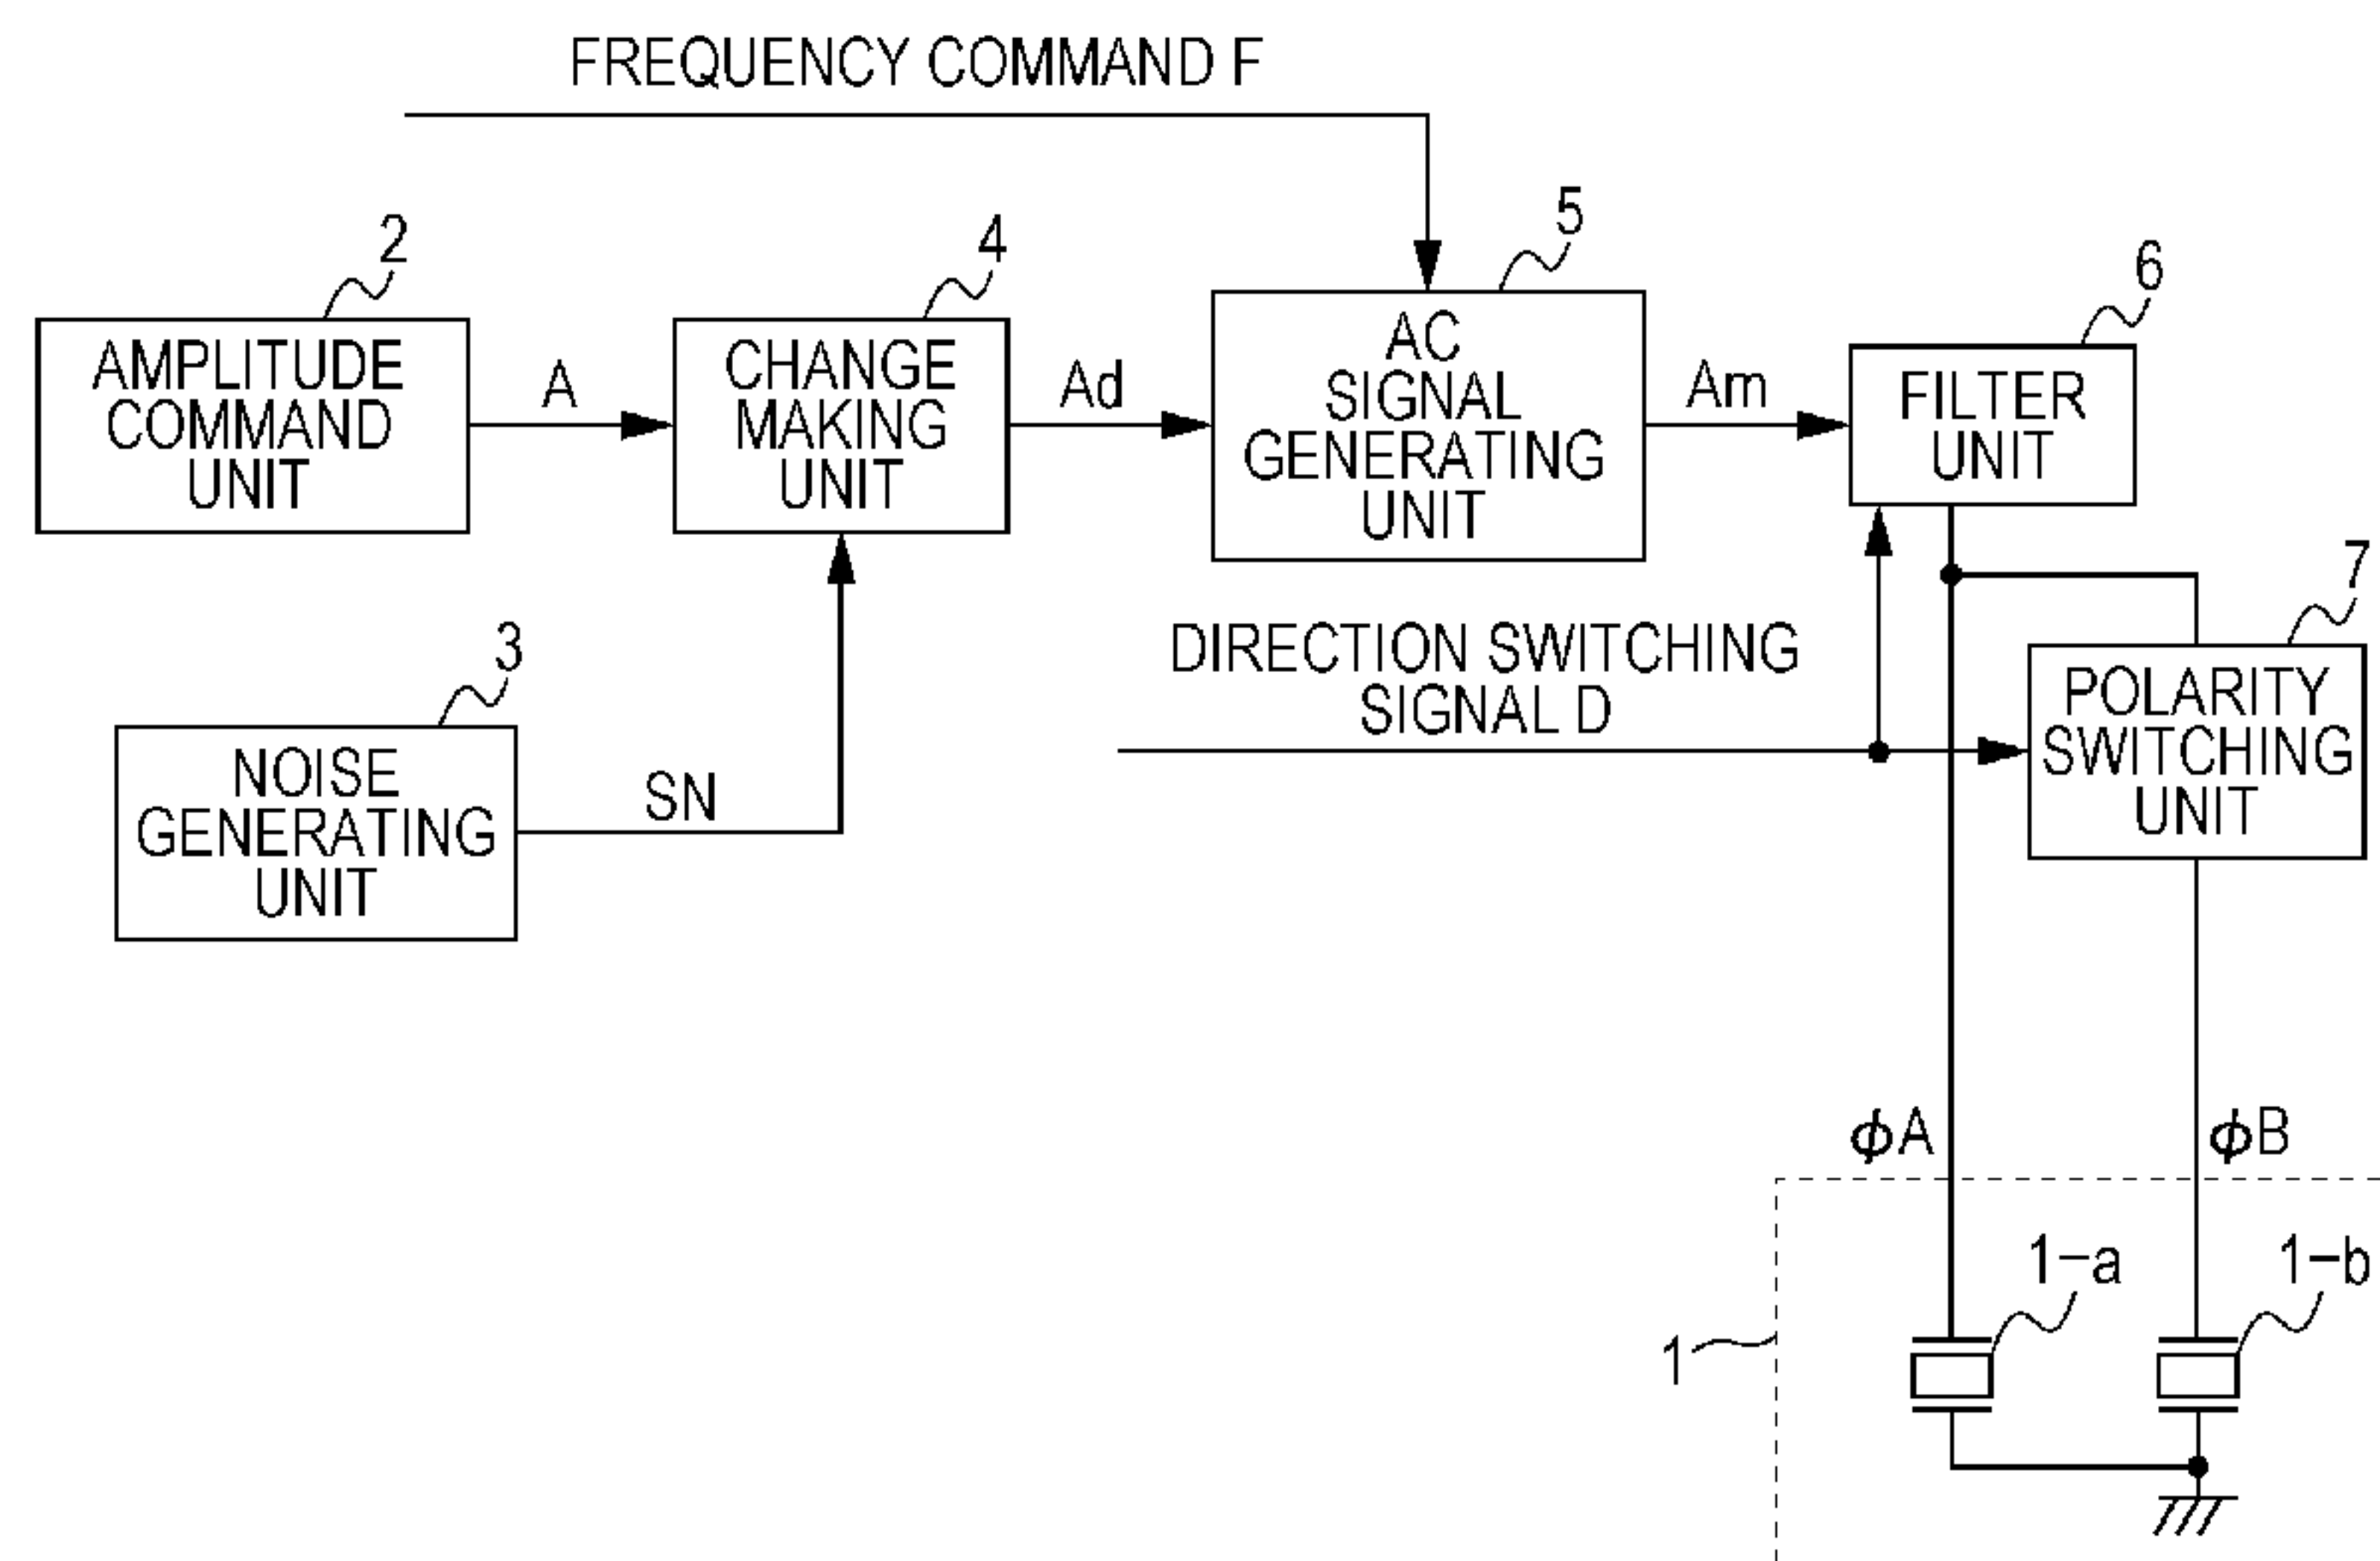 FREQUENCY COMMAND F
2
AMPLITUDE
COMMAND
UNIT
A
4
CHANGE
MAKING
UNIT
Ad
5
AC
SIGNAL
GENERATING
UNIT
Am
6
FILTER
UNIT
3
NOISE
GENERATING
UNIT
SN
DIRECTION SWITCHING
SIGNAL D
7
POLARITY
SWITCHING
UNIT
ϕA
ϕB
1
1-a
1-b